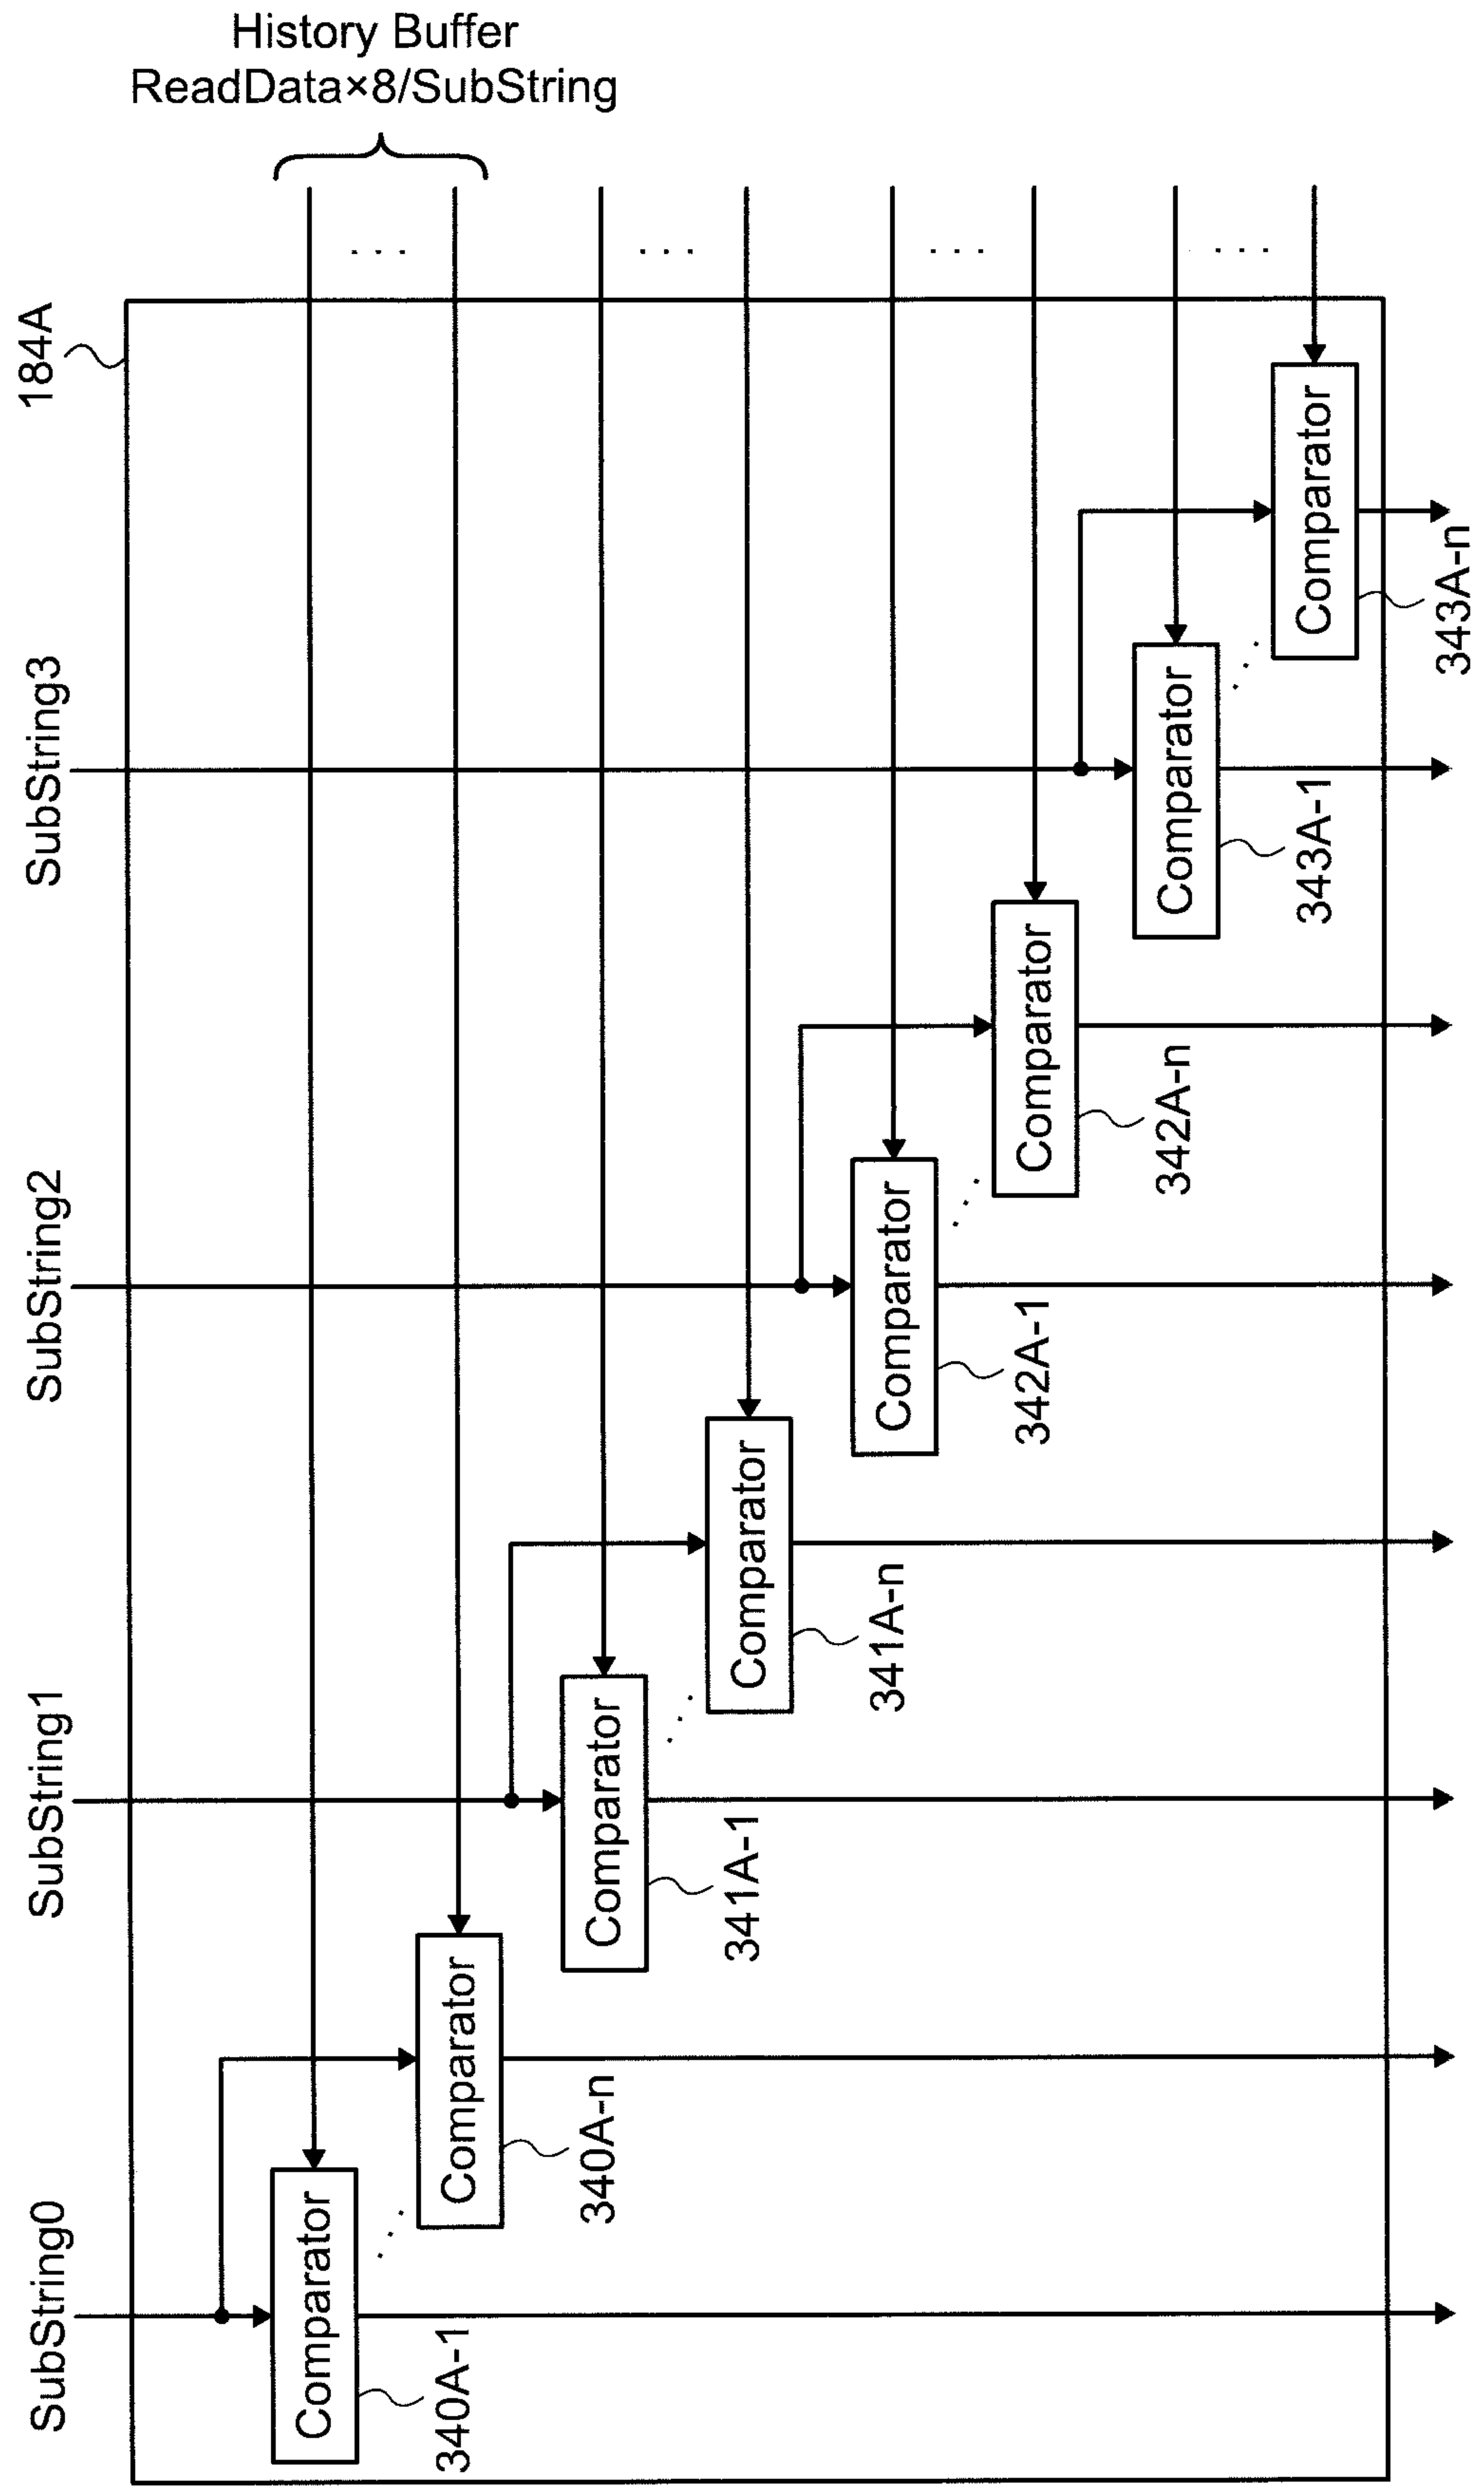 History Buffer
ReadData×8/SubString
184A
SubString0
SubString1
SubString2
SubString3
Comparator
340A-1
Comparator
340A-n
Comparator
341A-1
Comparator
341A-n
Comparator
342A-1
Comparator
342A-n
Comparator
343A-1
Comparator
343A-n